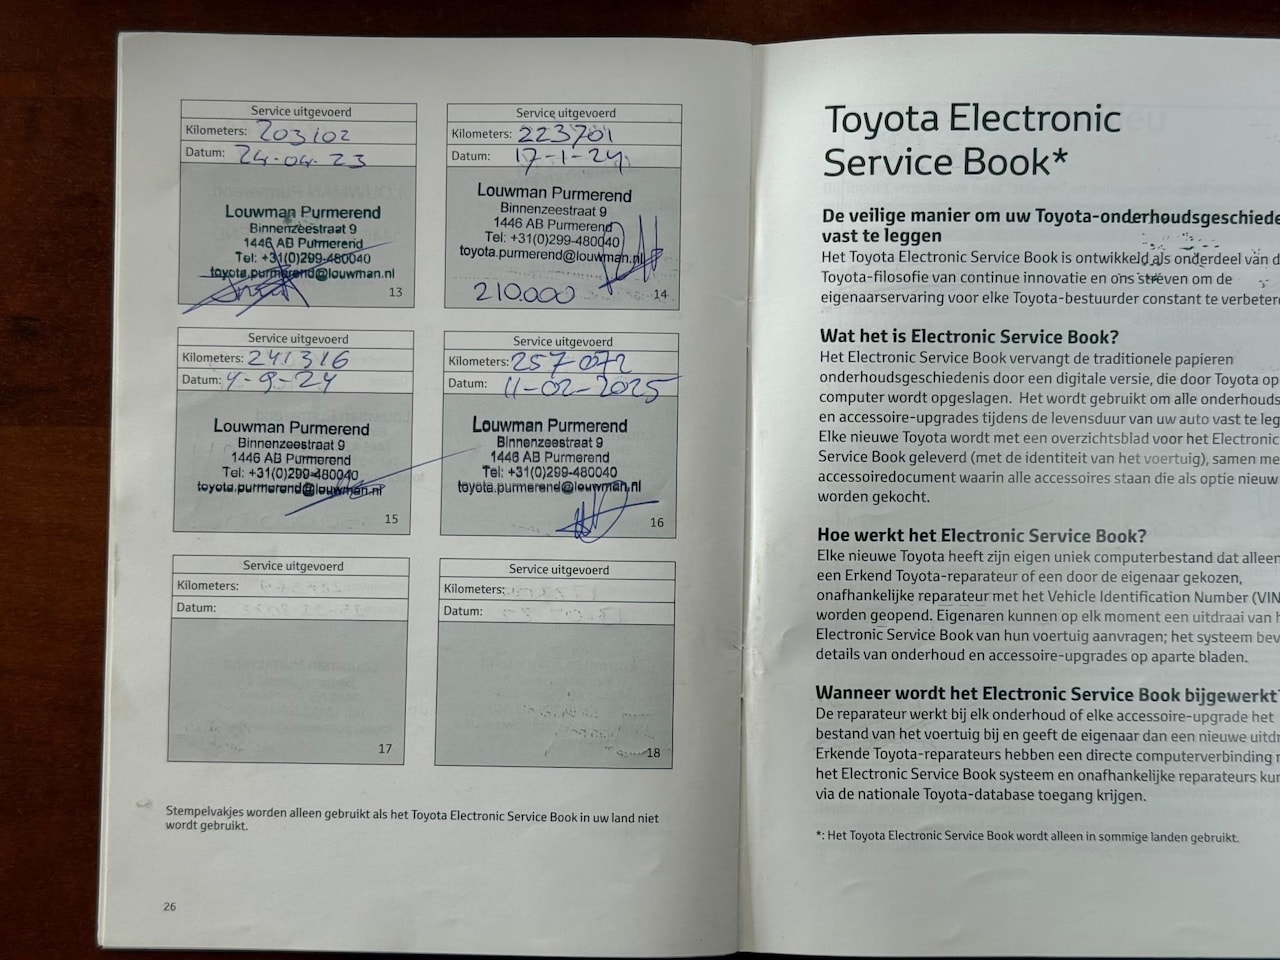 Service uitgevoerd
Kilometers: 203102
Datum: 24-04-23
Louwman Purmerend
Binnenzeestraat 9
1446 AB Purmerend
Tel: +31(0)299-480040
toyota.purmerend@louwman.nl
13
Service uitgevoerd
Kilometers: 223701
Datum: 17-1-24
Louwman Purmerend
Binnenzeestraat 9
1446 AB Purmerend
Tel: +31(0)299-480040
toyota.purmerend@louwman.nl
210.000
14
Service uitgevoerd
Kilometers: 241316
Datum: 4-9-24
Louwman Purmerend
Binnenzeestraat 9
1446 AB Purmerend
Tel: +31(0)299-480040
toyota.purmerend@louwman.nl
15
Service uitgevoerd
Kilometers: 257072
Datum: 11-02-2025
Louwman Purmerend
Binnenzeestraat 9
1446 AB Purmerend
Tel: +31(0)299-480040
toyota.purmerend@louwman.nl
16
Service uitgevoerd
Kilometers:
Datum:
17
Service uitgevoerd
Kilometers:
Datum:
18
Stempelvakjes worden alleen gebruikt als het Toyota Electronic Service Book in uw land niet
wordt gebruikt.
26
Toyota Electronic
Service Book*
De veilige manier om uw Toyota-onderhoudsgeschiede
vast te leggen
Het Toyota Electronic Service Book is ontwikkeld als onderdeel van d
Toyota-filosofie van continue innovatie en ons streven om de
eigenaarservaring voor elke Toyota-bestuurder constant te verbeter
Wat het is Electronic Service Book?
Het Electronic Service Book vervangt de traditionele papieren
onderhoudsgeschiedenis door een digitale versie, die door Toyota op
computer wordt opgeslagen. Het wordt gebruikt om alle onderhouds
en accessoire-upgrades tijdens de levensduur van uw auto vast te leg
Elke nieuwe Toyota wordt met een overzichtsblad voor het Electronic
Service Book geleverd (met de identiteit van het voertuig), samen me
accessoiredocument waarin alle accessoires staan die als optie nieuw
worden gekocht.
Hoe werkt het Electronic Service Book?
Elke nieuwe Toyota heeft zijn eigen uniek computerbestand dat alleen
een Erkend Toyota-reparateur of een door de eigenaar gekozen,
onafhankelijke reparateur met het Vehicle Identification Number (VIN
worden geopend. Eigenaren kunnen op elk moment een uitdraai van h
Electronic Service Book van hun voertuig aanvragen; het systeem bev
details van onderhoud en accessoire-upgrades op aparte bladen.
Wanneer wordt het Electronic Service Book bijgewerkt?
De reparateur werkt bij elk onderhoud of elke accessoire-upgrade het
bestand van het voertuig bij en geeft de eigenaar dan een nieuwe uitdr
Erkende Toyota-reparateurs hebben een directe computerverbinding m
het Electronic Service Book systeem en onafhankelijke reparateurs kun
via de nationale Toyota-database toegang krijgen.
*: Het Toyota Electronic Service Book wordt alleen in sommige landen gebruikt.